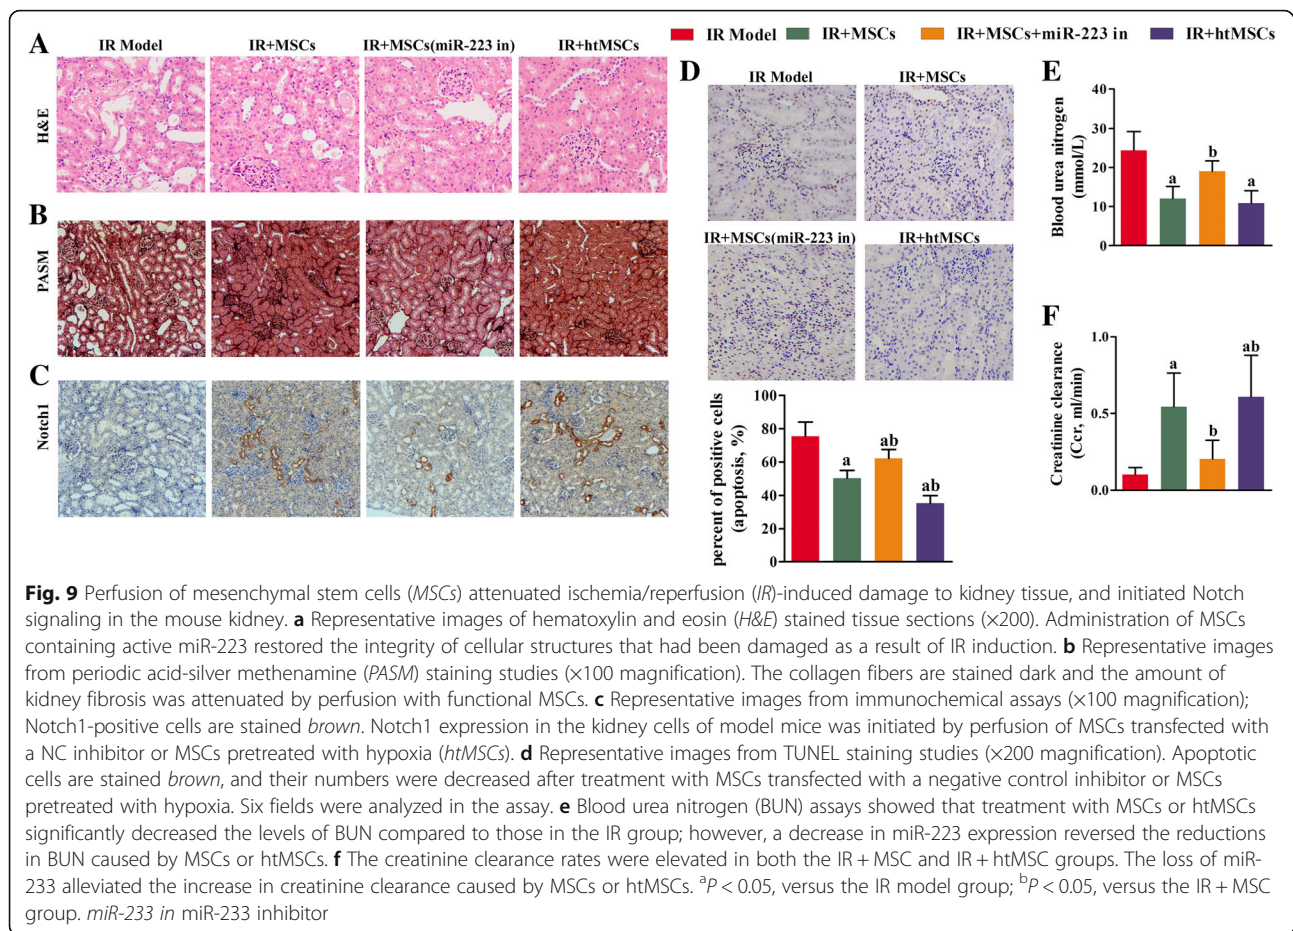 A
IR Model
IR+MSCs
IR+MSCs(miR-223 in)
IR+htMSCs
H&E
B
PASM
C
Notch1
IR Model
IR+MSCs
IR+MSCs+miR-223 in
IR+htMSCs
D
IR Model
IR+MSCs
IR+MSCs(miR-223 in)
IR+htMSCs
percent of positive cells
(apoptosis, %)
100
80
60
40
20
0
a
ab
ab
E
Blood urea nitrogen
(mmol/L)
40
30
20
10
0
a
b
a
F
Creatinine clearance
(Ccr, ml/min)
1.0
0.5
0.0
a
b
ab
Fig. 9 Perfusion of mesenchymal stem cells (MSCs) attenuated ischemia/reperfusion (IR)-induced damage to kidney tissue, and initiated Notch
signaling in the mouse kidney. a Representative images of hematoxylin and eosin (H&E) stained tissue sections (×200). Administration of MSCs
containing active miR-223 restored the integrity of cellular structures that had been damaged as a result of IR induction. b Representative images
from periodic acid-silver methenamine (PASM) staining studies (×100 magnification). The collagen fibers are stained dark and the amount of
kidney fibrosis was attenuated by perfusion with functional MSCs. c Representative images from immunochemical assays (×100 magnification);
Notch1-positive cells are stained brown. Notch1 expression in the kidney cells of model mice was initiated by perfusion of MSCs transfected with
a NC inhibitor or MSCs pretreated with hypoxia (htMSCs). d Representative images from TUNEL staining studies (×200 magnification). Apoptotic
cells are stained brown, and their numbers were decreased after treatment with MSCs transfected with a negative control inhibitor or MSCs
pretreated with hypoxia. Six fields were analyzed in the assay. e Blood urea nitrogen (BUN) assays showed that treatment with MSCs or htMSCs
significantly decreased the levels of BUN compared to those in the IR group; however, a decrease in miR-223 expression reversed the reductions
in BUN caused by MSCs or htMSCs. f The creatinine clearance rates were elevated in both the IR + MSC and IR + htMSC groups. The loss of miR-
233 alleviated the increase in creatinine clearance caused by MSCs or htMSCs. aP < 0.05, versus the IR model group; bP < 0.05, versus the IR + MSC
group. miR-233 in miR-233 inhibitor